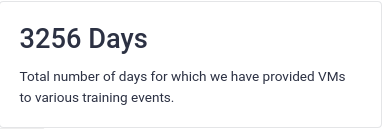 3256 Days
Total number of days for which we have provided VMs
to various training events.